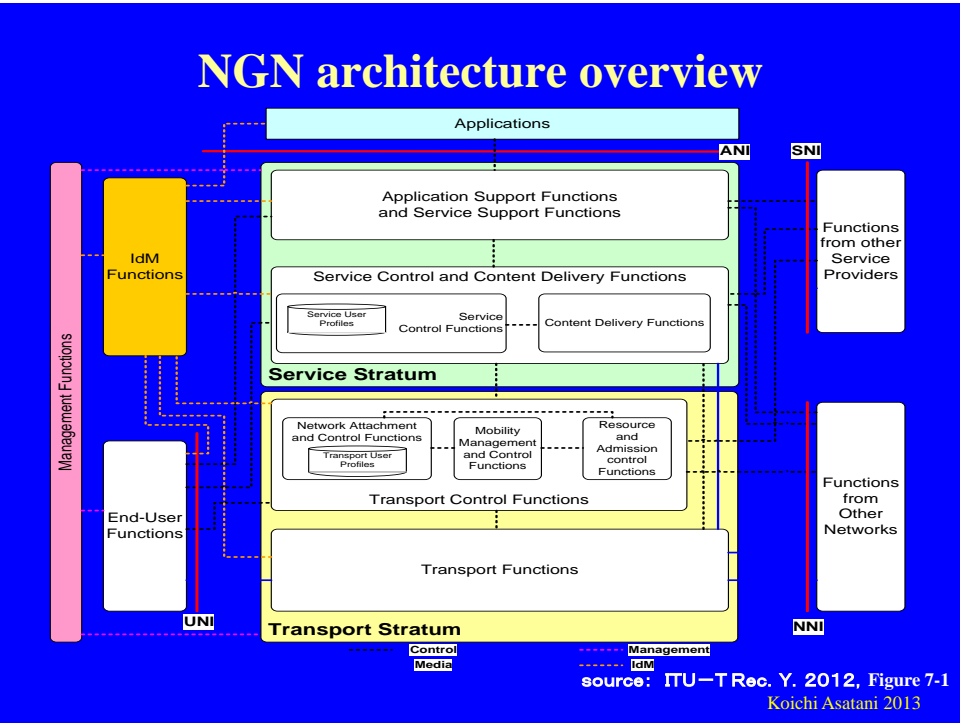 NGN architecture overview
Applications
ANI
SNI
Application Support Functions
and Service Support Functions
Functions
from other
Service
Providers
IdM
Functions
Service Control and Content Delivery Functions
Service User
Profiles
Service
Control Functions
Content Delivery Functions
Service Stratum
Management Functions
Network Attachment
and Control Functions
Transport User
Profiles
Mobility
Management
and Control
Functions
Resource
and
Admission
control
Functions
Transport Control Functions
End-User
Functions
Functions
from
Other
Networks
Transport Functions
UNI
Transport Stratum
NNI
Control
Management
Media
IdM
source: ITU－T Rec. Y. 2012, Figure 7-1
Koichi Asatani 2013